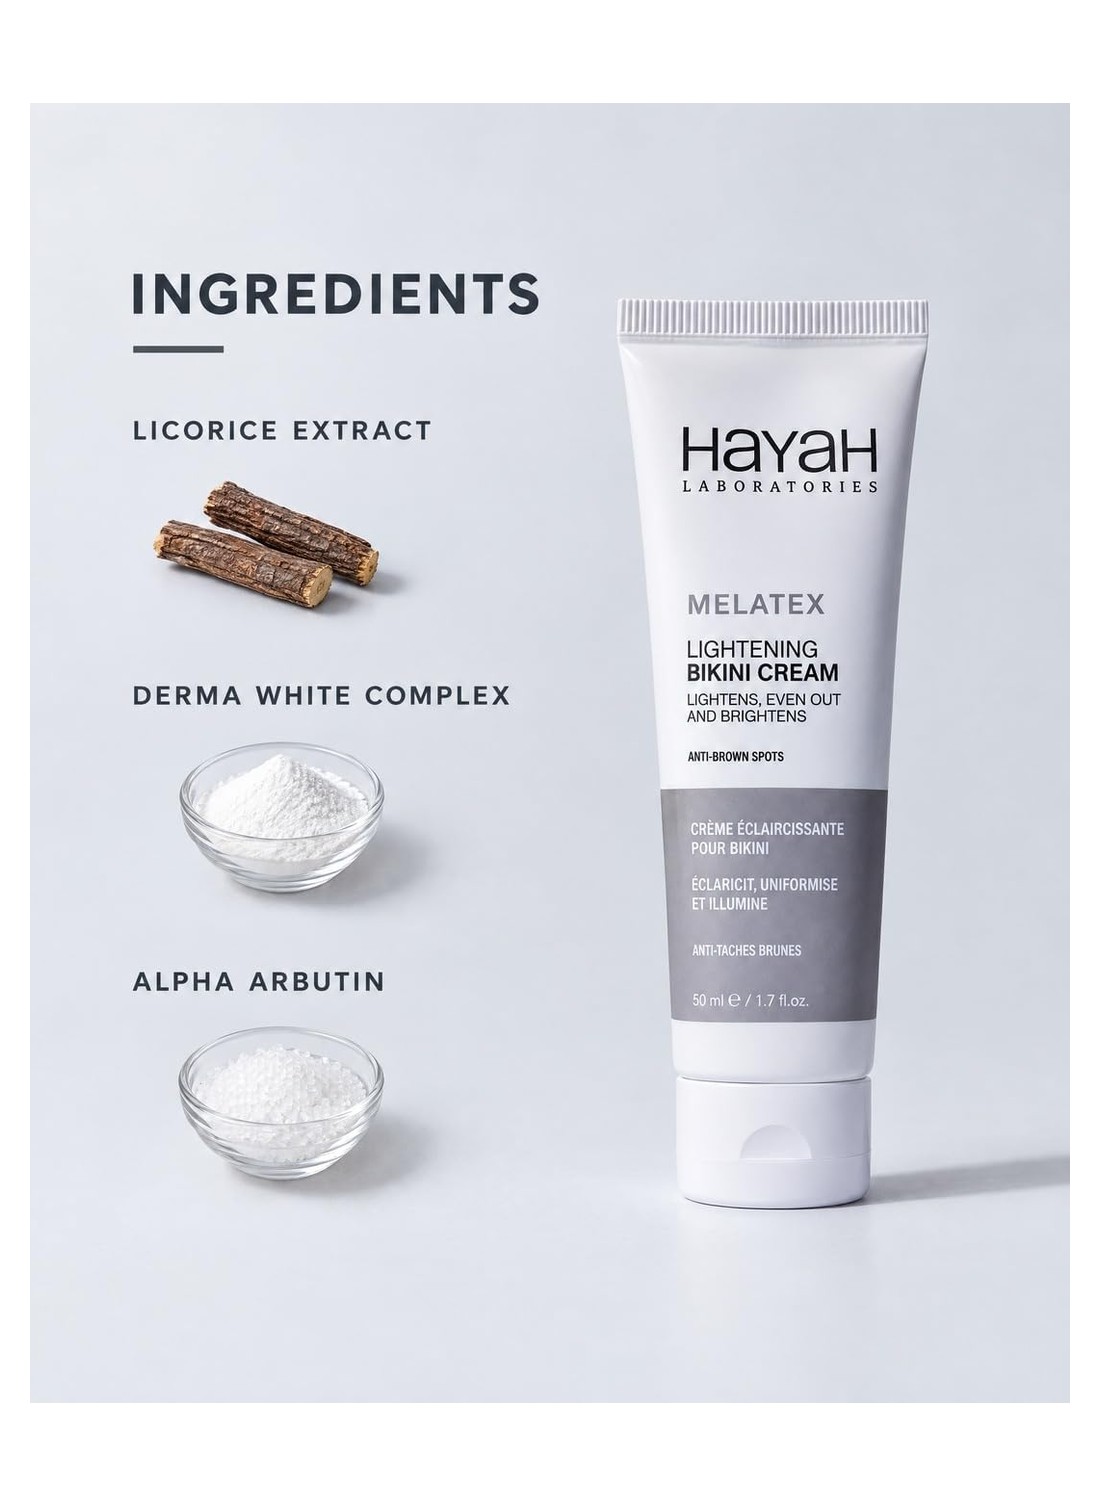 INGREDIENTS
LICORICE EXTRACT
DERMA WHITE COMPLEX
ALPHA ARBUTIN
HAYAH
LABORATORIES
MELATEX
LIGHTENING
BIKINI CREAM
LIGHTENS, EVEN OUT
AND BRIGHTENS
ANTI-BROWN SPOTS
CRÈME ÉCLAIRCISSANTE
POUR BIKINI
ÉCLARICIT, UNIFORMISE
ET ILLUMINE
ANTI-TACHES BRUNES
50 ml ℮ / 1.7 fl.oz.